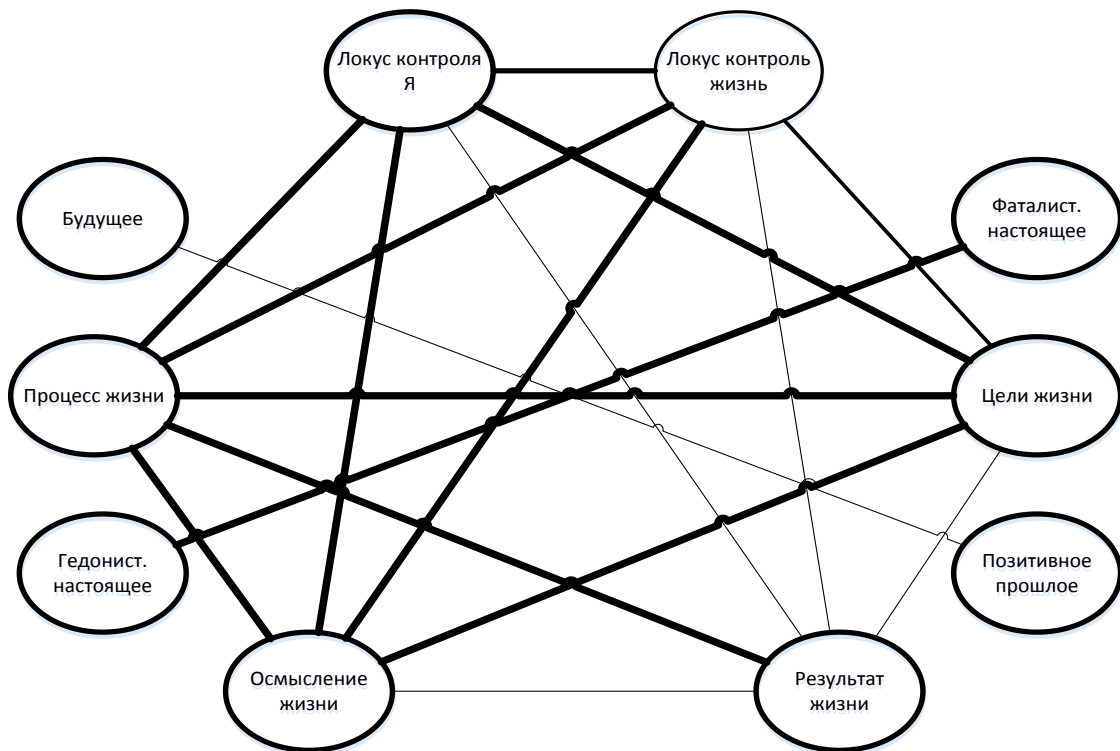 Локус контроля
Я
Локус контроль
жизнь
Будущее
Фаталист.
настоящее
Процесс жизни
Цели жизни
Гедонист.
настоящее
Позитивное
прошлое
Осмысление
жизни
Результат
жизни